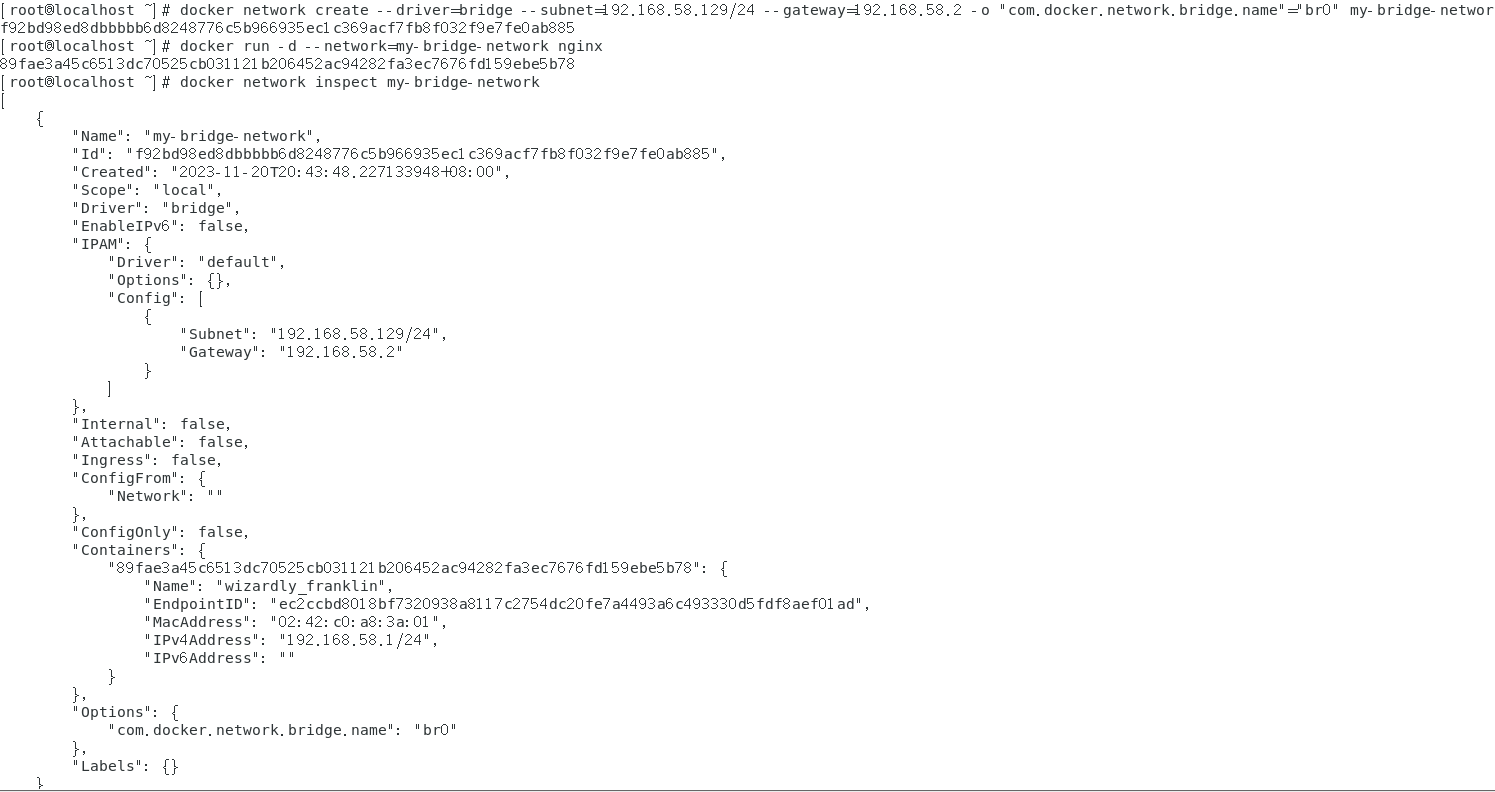 [root@localhost ~]# docker network create --driver=bridge --subnet=192.168.58.129/24 --gateway=192.168.58.2 -o "com.docker.network.bridge.name"="br0" my-bridge-networ
f92bd98ed8dbbbbb6d8248776c5b966935ec1c369acf7fb8f032f9e7fe0ab885
[root@localhost ~]# docker run -d --network=my-bridge-network nginx
89fae3a45c6513dc70525cb031121b206452ac94282fa3ec7676fd159ebe5b78
[root@localhost ~]# docker network inspect my-bridge-network
[
    {
        "Name": "my-bridge-network",
        "Id": "f92bd98ed8dbbbbb6d8248776c5b966935ec1c369acf7fb8f032f9e7fe0ab885",
        "Created": "2023-11-20T20:43:48.227133948+08:00",
        "Scope": "local",
        "Driver": "bridge",
        "EnableIPv6": false,
        "IPAM": {
            "Driver": "default",
            "Options": {},
            "Config": [
                {
                    "Subnet": "192.168.58.129/24",
                    "Gateway": "192.168.58.2"
                }
            ]
        },
        "Internal": false,
        "Attachable": false,
        "Ingress": false,
        "ConfigFrom": {
            "Network": ""
        },
        "ConfigOnly": false,
        "Containers": {
            "89fae3a45c6513dc70525cb031121b206452ac94282fa3ec7676fd159ebe5b78": {
                "Name": "wizardly_franklin",
                "EndpointID": "ec2ccbd8018bf7320938a8117c2754dc20fe7a4493a6c493330d5fdf8aef01ad",
                "MacAddress": "02:42:c0:a8:3a:01",
                "IPv4Address": "192.168.58.1/24",
                "IPv6Address": ""
            }
        },
        "Options": {
            "com.docker.network.bridge.name": "br0"
        },
        "Labels": {}
    }